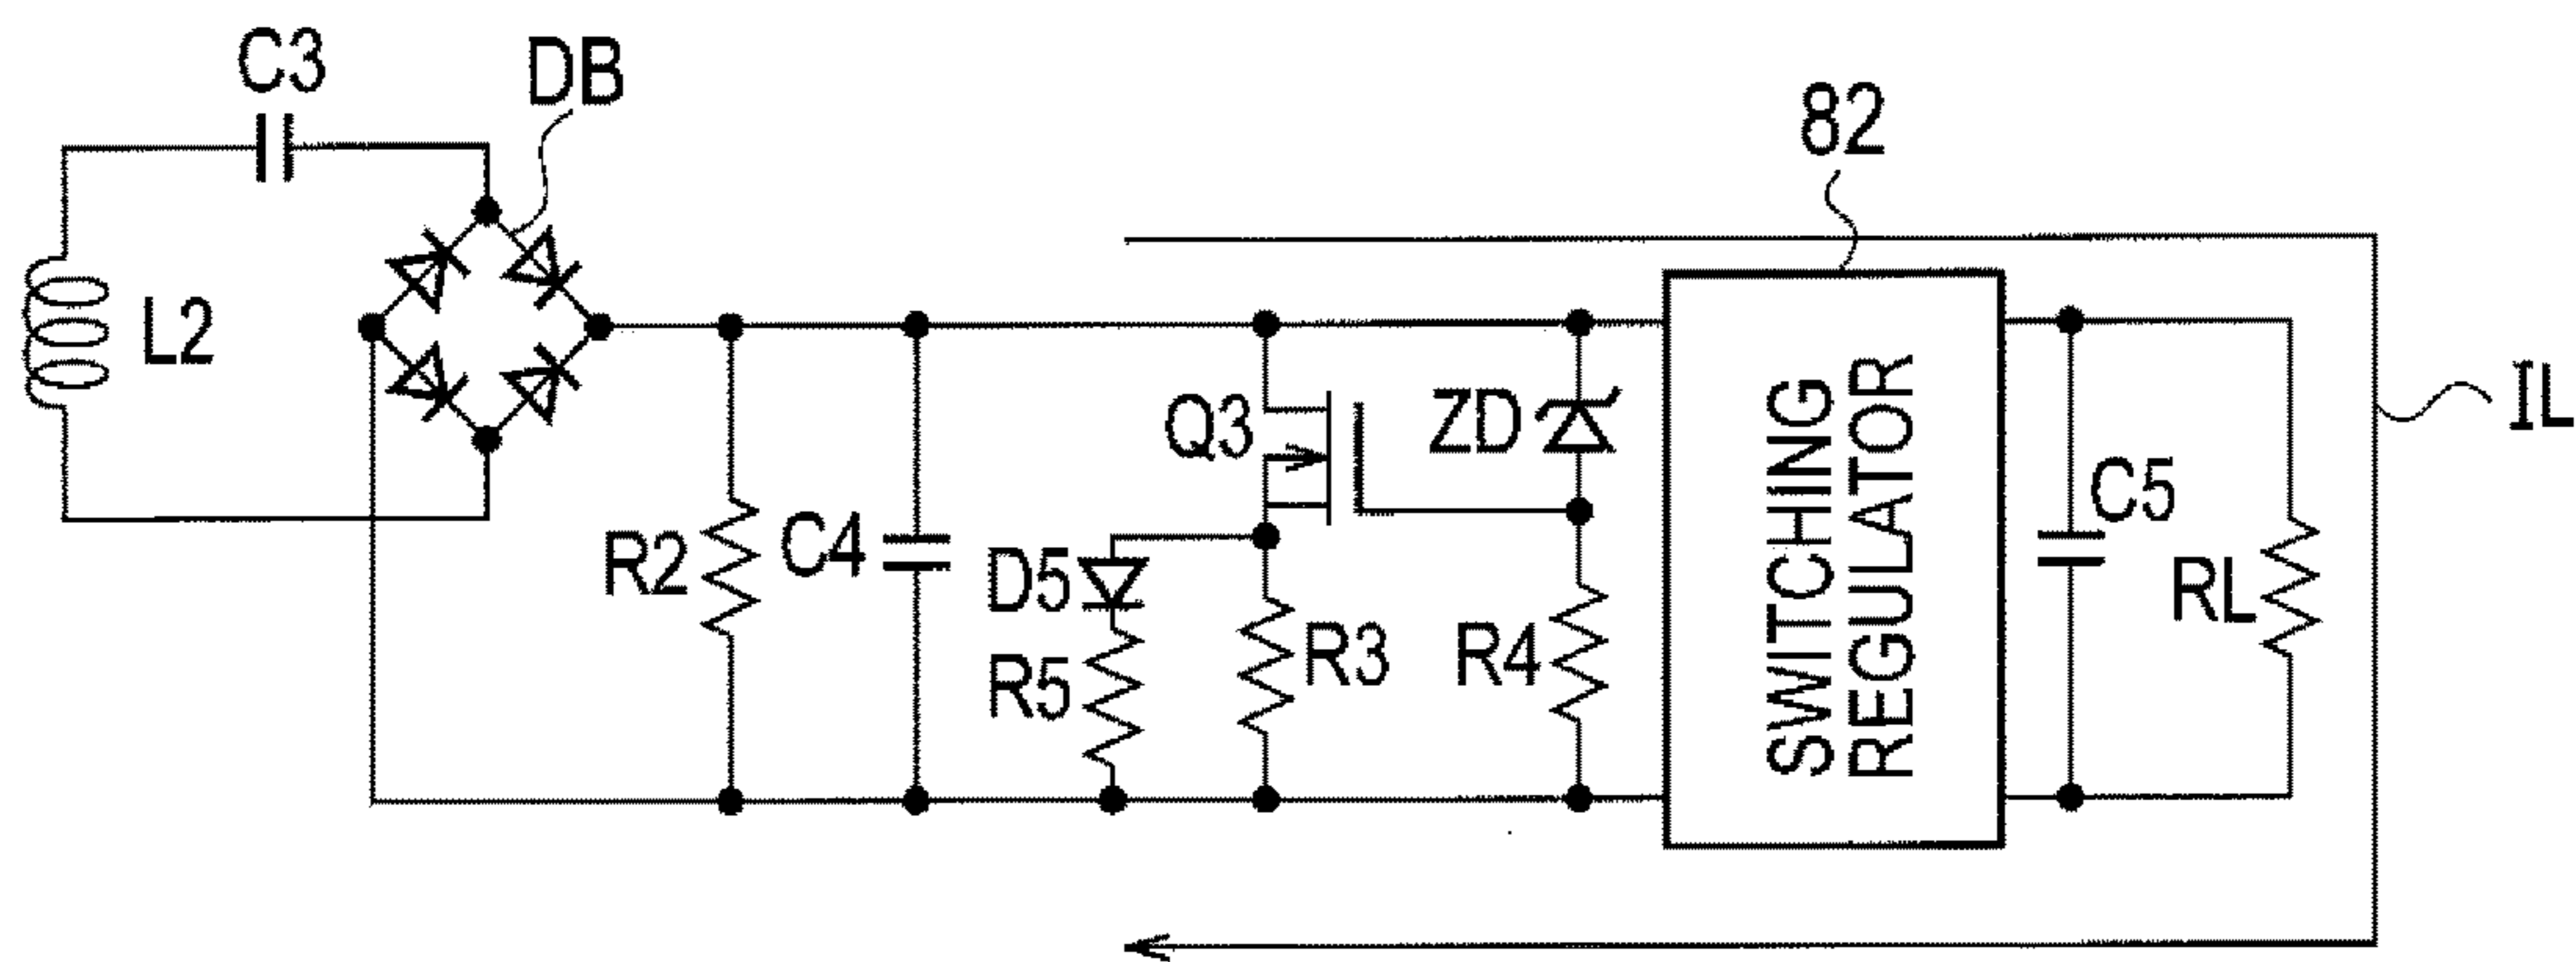 C3
DB
82
L2
IL
Q3
ZD
SWITCHING
REGULATOR
C5
R2
C4
D5
RL
R5
R3
R4